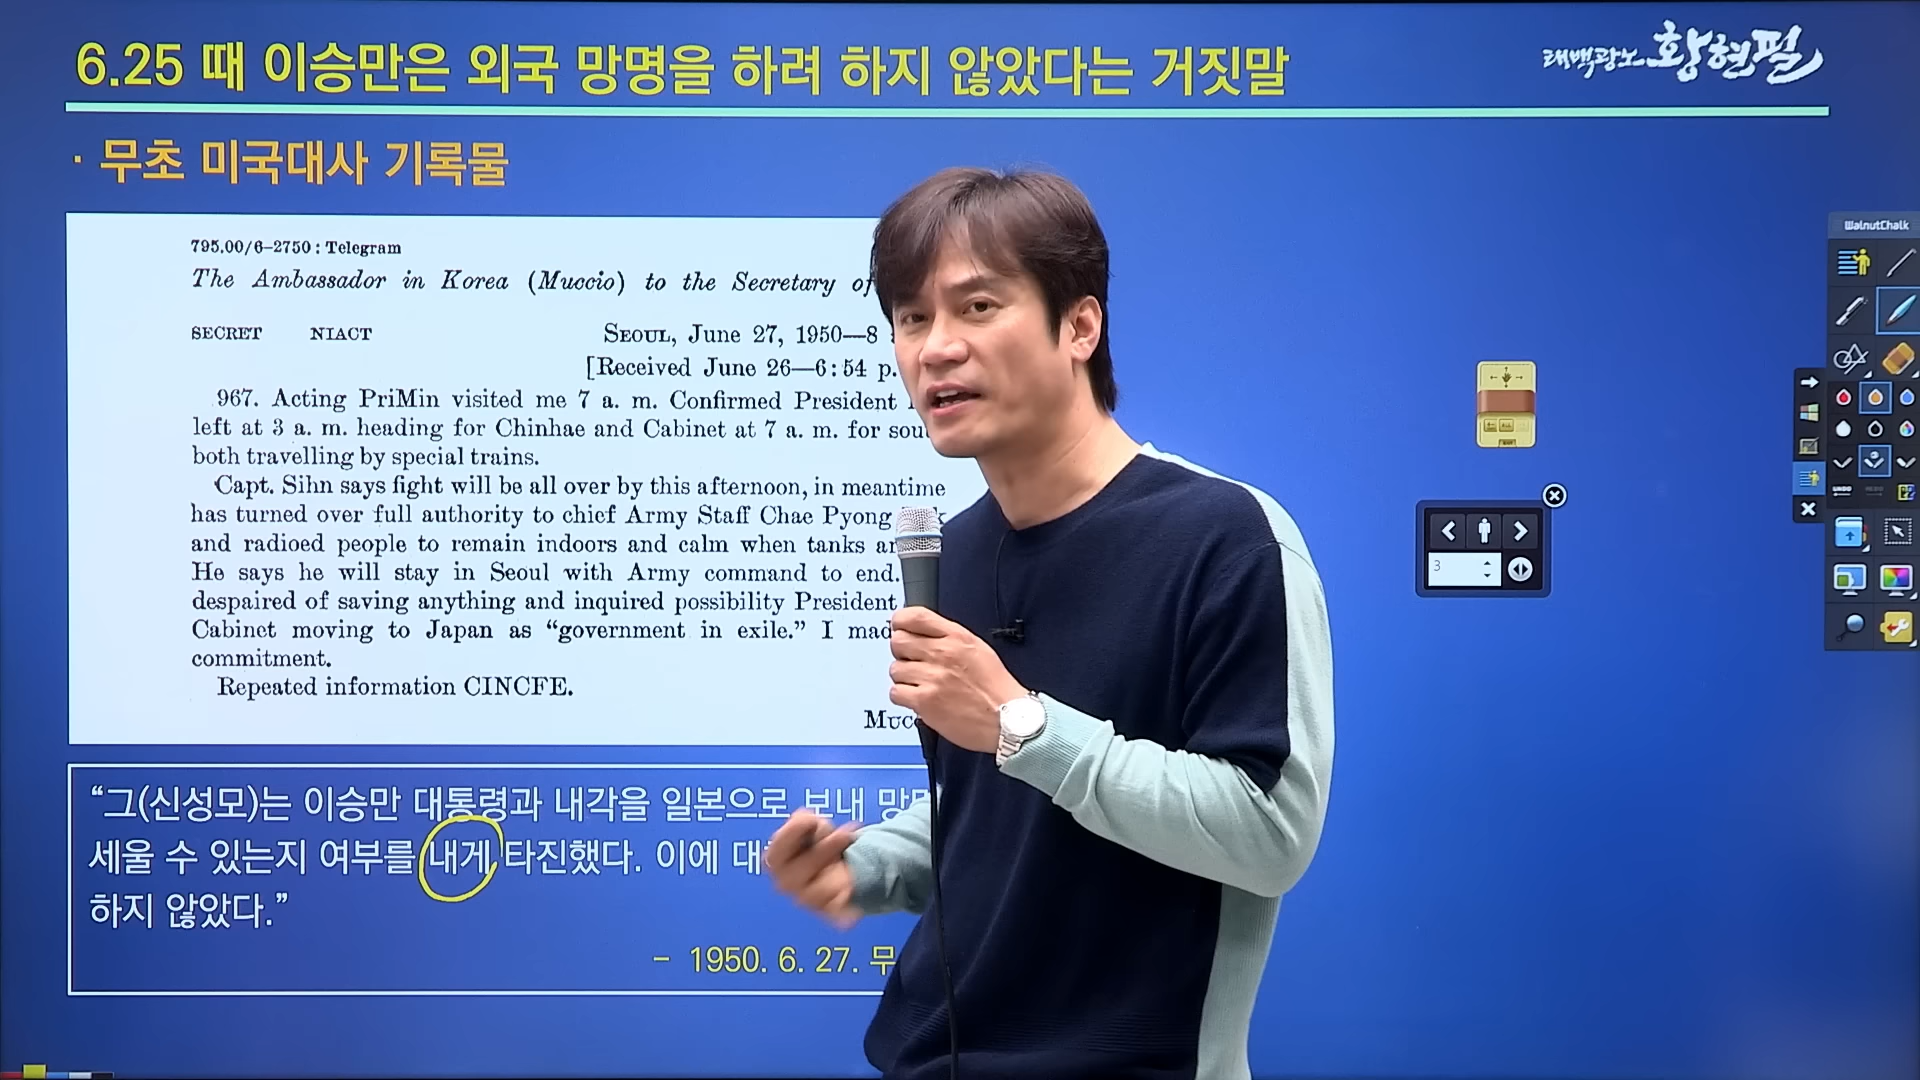 6.25 때 이승만은 외국 망명을 하려 하지 않았다는 거짓말
태백광노 황현필
· 무초 미국대사 기록물
795.00/6–2750 : Telegram
The Ambassador in Korea (Muccio) to the Secretary of
SECRET NIACT SEOUL, June 27, 1950—8
[Received June 26—6:54 p.
967. Acting PriMin visited me 7 a. m. Confirmed President
left at 3 a. m. heading for Chinhae and Cabinet at 7 a. m. for
both travelling by special trains.
Capt. Sihn says fight will be all over by this afternoon, in meantime
has turned over full authority to chief Army Staff Chae Pyong
and radioed people to remain indoors and calm when tanks
He says he will stay in Seoul with Army command to end.
despaired of saving anything and inquired possibility President
Cabinet moving to Japan as “government in exile.” I
commitment.
Repeated information CINCFE.
“그(신성모)는 이승만 대통령과 내각을 일본으로 보내
세울 수 있는지 여부를 내게 타진했다. 이에
하지 않았다.”
– 1950. 6. 27.
WalnutChalk
3